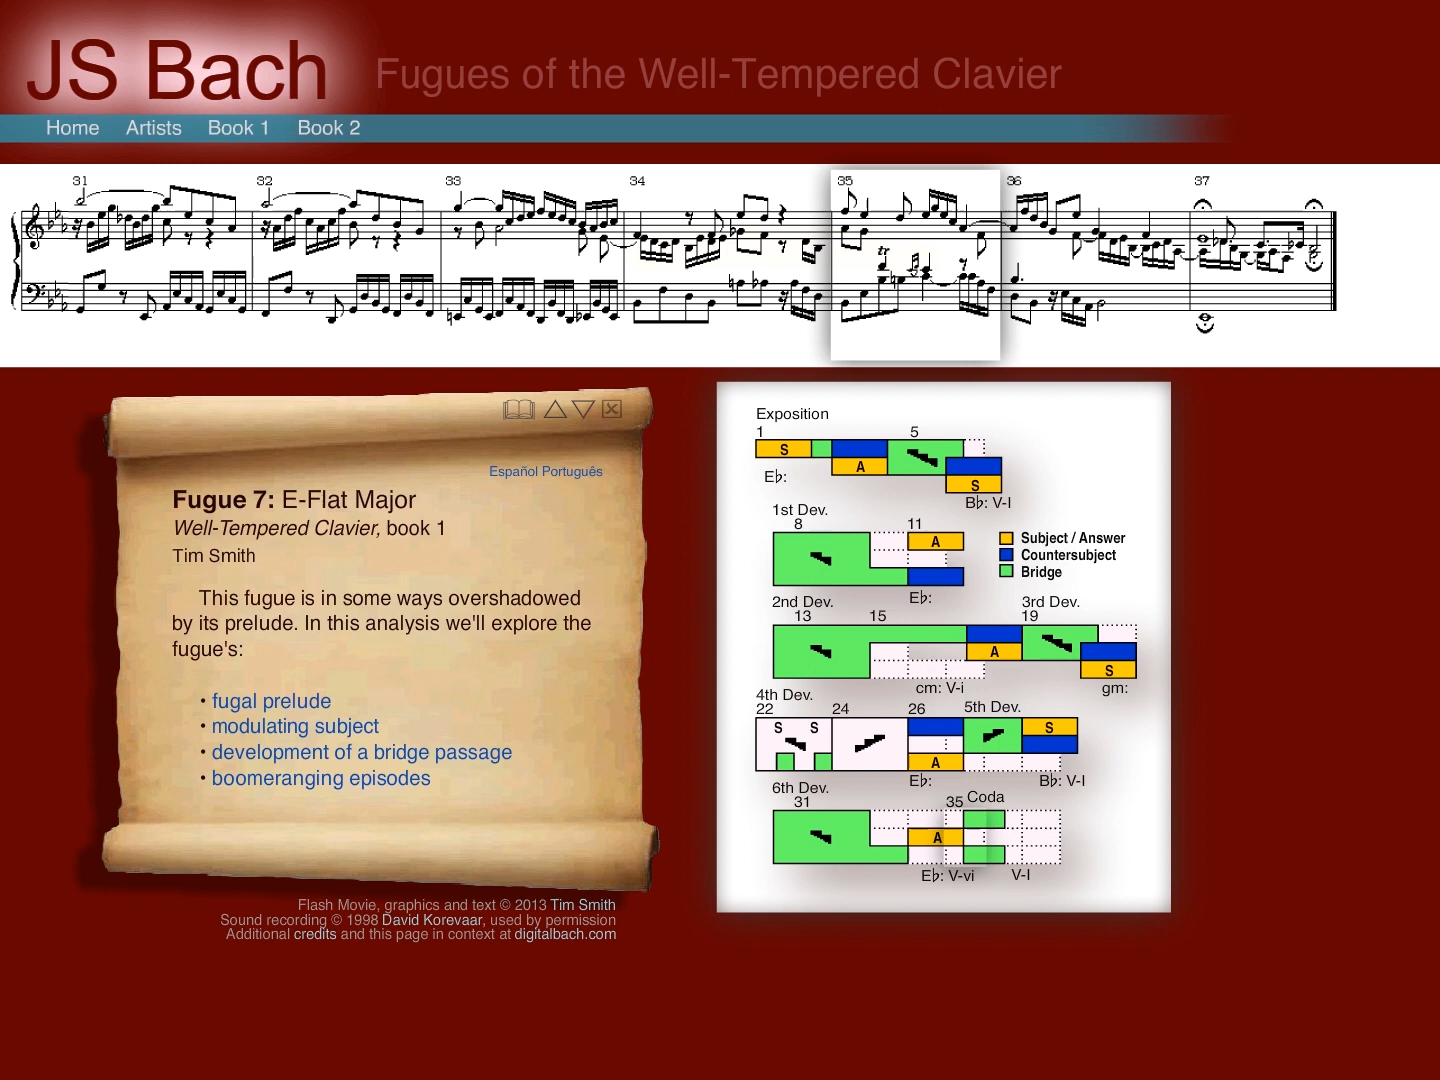 JS Bach
Fugues of the Well-Tempered Clavier
Home Artists Book 1 Book 2
31 32 33 34 35 36 37
tr
Español Português
Fugue 7: E-Flat Major
Well-Tempered Clavier, book 1
Tim Smith
This fugue is in some ways overshadowed
by its prelude. In this analysis we'll explore the
fugue's:
• fugal prelude
• modulating subject
• development of a bridge passage
• boomeranging episodes
Flash Movie, graphics and text © 2013 Tim Smith
Sound recording © 1998 David Korevaar, used by permission
Additional credits and this page in context at digitalbach.com
Exposition
1 5
S
A
S
E♭:
B♭: V-I
1st Dev.
8 11
A
E♭:
Subject / Answer
Countersubject
Bridge
2nd Dev. 3rd Dev.
13 15 19
A
S
cm: V-i gm:
4th Dev.
22 24 26 5th Dev.
S S S
A
E♭: B♭: V-I
6th Dev.
31 35 Coda
A
E♭: V-vi V-I